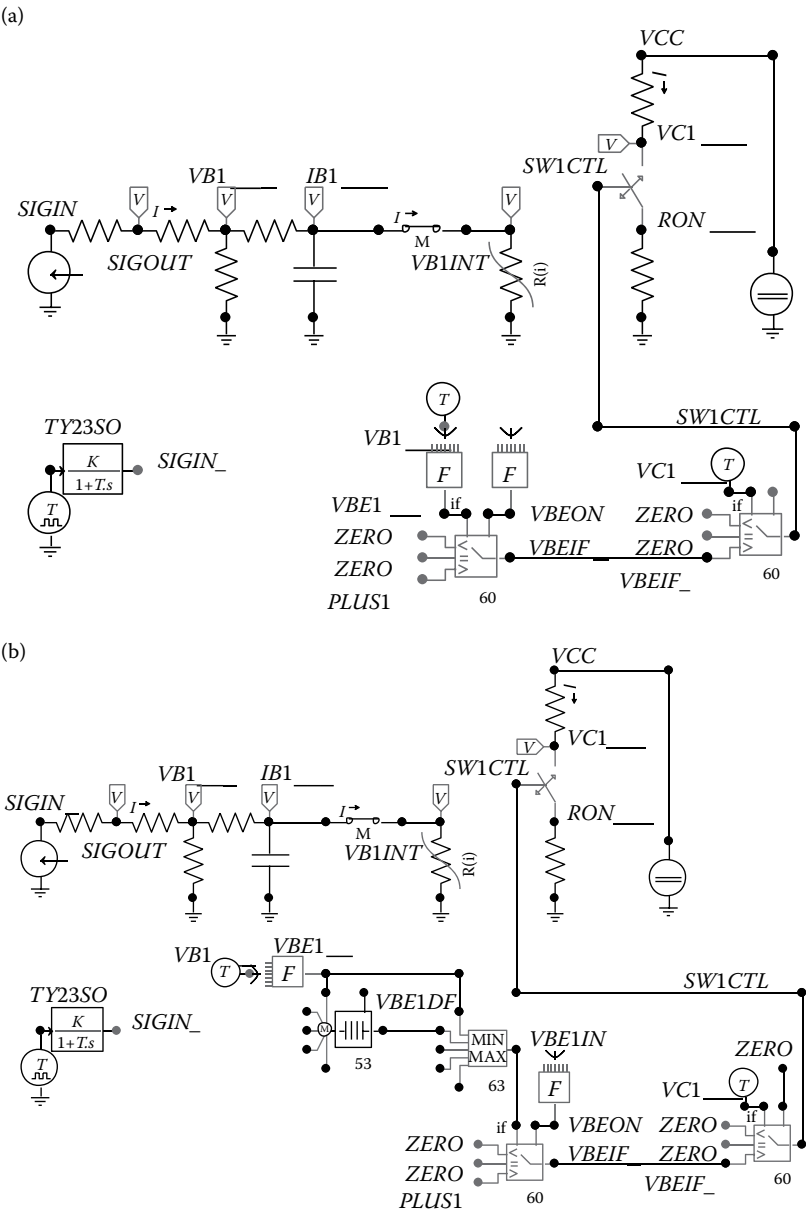 (a)
VCC
I
V
VC1
SW1CTL
RON
VB1
IB1
V
V
V
V
SIGIN
I
I
M
SIGOUT
VB1INT
R(i)
TY23SO
K
1+T.s
SIGIN_
T
T
SW1CTL
VB1
F
F
VC1
T
VBE1
if
VBEON
if
ZERO
ZERO
<
=
>
VBEIF_
ZERO
ZERO
<
=
>
PLUS1
60
VBEIF_
60
(b)
VCC
I
V
VC1
SW1CTL
RON
VB1
IB1
V
V
V
V
SIGIN
I
I
M
SIGOUT
VB1INT
R(i)
VB1
T
VBE1
F
SW1CTL
TY23SO
K
1+T.s
SIGIN_
T
M
VBE1DF
53
MIN
MAX
63
VBE1IN
F
ZERO
VC1
T
if
VBEON
if
ZERO
ZERO
<
=
>
VBEIF_
ZERO
ZERO
<
=
>
PLUS1
60
VBEIF_
60